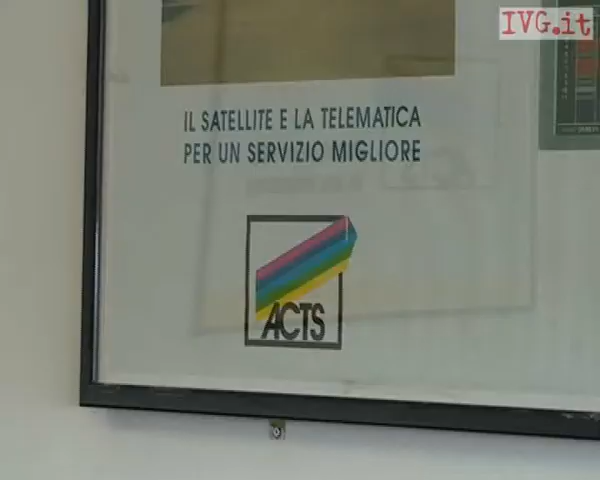 IVG.it
IL SATELLITE E LA TELEMATICA
PER UN SERVIZIO MIGLIORE
ACTS